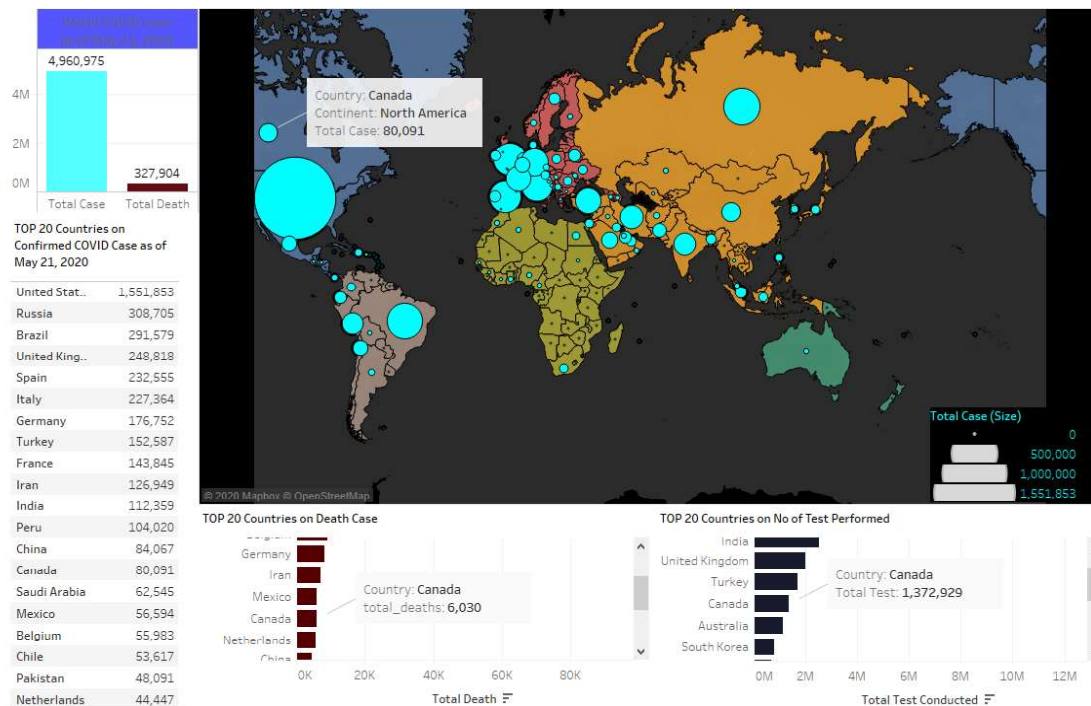 4,960,975
4M
2M
0M
327,904
Total Case
Total Death
TOP 20 Countries on
Confirmed COVID Case as of
May 21, 2020
United Stat.. 1,551,853
Russia 308,705
Brazil 291,579
United King.. 248,818
Spain 232,555
Italy 227,364
Germany 176,752
Turkey 152,587
France 143,845
Iran 126,949
India 112,359
Peru 104,020
China 84,067
Canada 80,091
Saudi Arabia 62,545
Mexico 56,594
Belgium 55,983
Chile 53,617
Pakistan 48,091
Netherlands 44,447
Country: Canada
Continent: North America
Total Case: 80,091
Total Case (Size)
0
500,000
1,000,000
1,551,853
© 2020 Mapbox © OpenStreetMap
TOP 20 Countries on Death Case
Belgium
Germany
Iran
Mexico
Canada
Netherlands
China
Country: Canada
total_deaths: 6,030
0K 20K 40K 60K 80K
Total Death
TOP 20 Countries on No of Test Performed
India
United Kingdom
Turkey
Canada
Australia
South Korea
Country: Canada
Total Test: 1,372,929
0M 2M 4M 6M 8M 10M 12M
Total Test Conducted